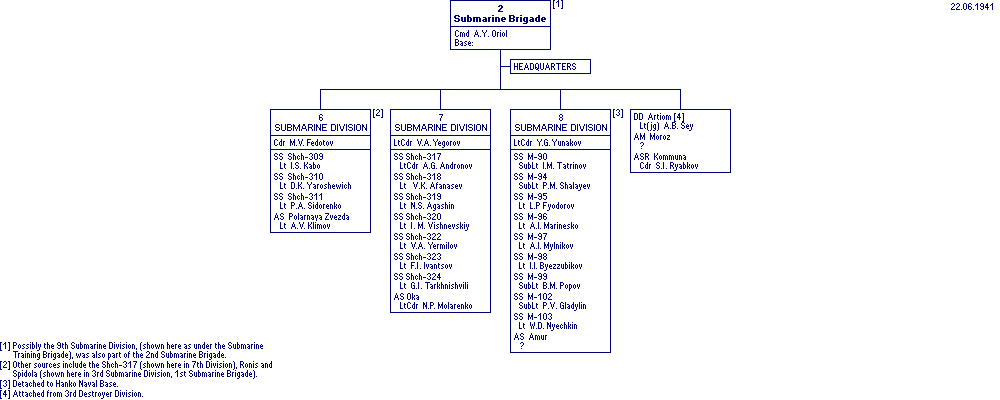 22.06.1941
2 [1]
Submarine Brigade
Cmd A.Y. Oriol
Base:
HEADQUARTERS
6 [2]
SUBMARINE DIVISION
Cdr M.V. Fedotov
SS Shch-309
Lt I.S. Kabo
SS Shch-310
Lt D.K. Yaroshewich
SS Shch-311
Lt P.A. Sidorenko
AS Polarnaya Zvezda
Lt A.V. Klimov
7
SUBMARINE DIVISION
LtCdr V.A. Yegorov
SS Shch-317
LtCdr A.G. Andronov
SS Shch-318
Lt V.K. Afanasev
SS Shch-319
Lt N.S. Agashin
SS Shch-320
Lt I. M. Vishnevskiy
SS Shch-322
Lt V.A. Yermilov
SS Shch-323
Lt F.I. Ivantsov
SS Shch-324
Lt G.I. Tarkhnishvili
AS Oka
LtCdr N.P. Molarenko
8 [3]
SUBMARINE DIVISION
LtCdr Y.G. Yunakov
SS M-90
SubLt I.M. Tatrinov
SS M-94
SubLt P.M. Shalayev
SS M-95
Lt L.P Fyodorov
SS M-96
Lt A.I. Marinesko
SS M-97
Lt A.I. Mylnikov
SS M-98
Lt I.I. Byezzubikov
SS M-99
SubLt B.M. Popov
SS M-102
SubLt P.V. Gladylin
SS M-103
Lt W.D. Nyechkin
AS Amur
?
DD Artiom [4]
Lt(jg) A.B. Sey
AM Moroz
?
ASR Kommuna
Cdr S.I. Ryabkov
[1] Possibly the 9th Submarine Division, (shown here as under the Submarine
Training Brigade), was also part of the 2nd Submarine Brigade.
[2] Other sources include the Shch-317 (shown here in 7th Division), Ronis and
Spidola (shown here in 3rd Submarine Division, 1st Submarine Brigade).
[3] Detached to Hanko Naval Base.
[4] Attached from 3rd Destroyer Division.